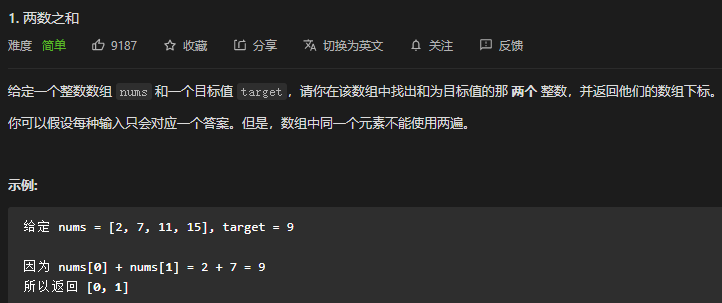 1. 两数之和
难度 简单 9187 收藏 分享 切换为英文 关注 反馈
给定一个整数数组 nums 和一个目标值 target，请你在该数组中找出和为目标值的那 两个 整数，并返回他们的数组下标。
你可以假设每种输入只会对应一个答案。但是，数组中同一个元素不能使用两遍。
示例:
给定 nums = [2, 7, 11, 15], target = 9
因为 nums[0] + nums[1] = 2 + 7 = 9
所以返回 [0, 1]